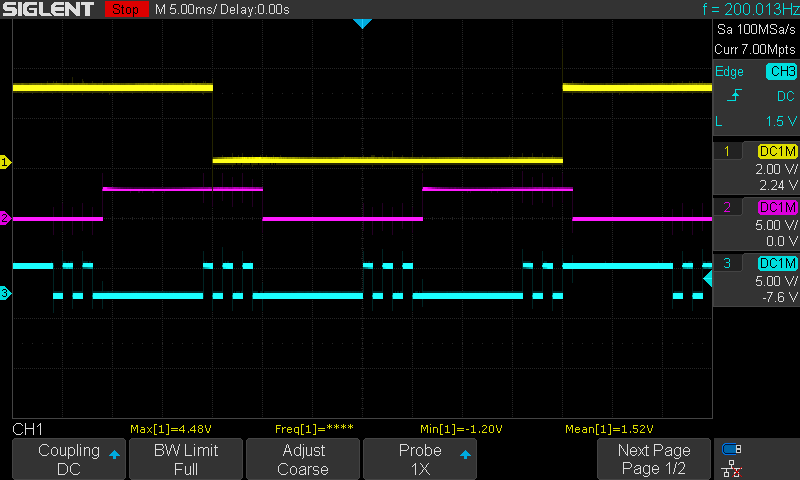 SIGLENT Stop M 5.00ms/ Delay:0.00s f = 200.013Hz
Sa 100MSa/s
Curr 7.00Mpts
Edge CH3
DC
L 1.5 V
1 DC1M
2.00 V/
2.24 V
2 DC1M
5.00 V/
0.0 V
3 DC1M
5.00 V/
-7.6 V
1
2
3
CH1 Max[1]=4.48V Freq[1]=**** Min[1]=-1.20V Mean[1]=1.52V
Coupling BW Limit Adjust Probe Next Page
DC Full Coarse 1X Page 1/2